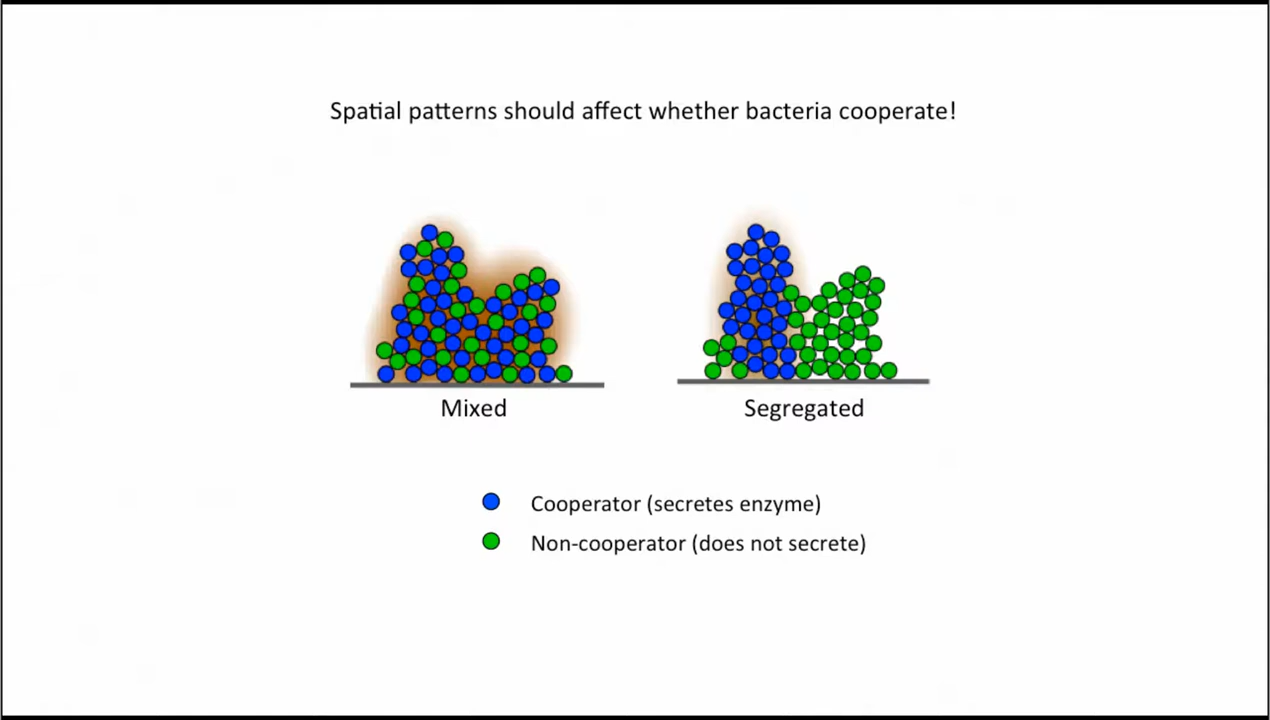 Spatial patterns should affect whether bacteria cooperate!
Mixed
Segregated
Cooperator (secretes enzyme)
Non-cooperator (does not secrete)